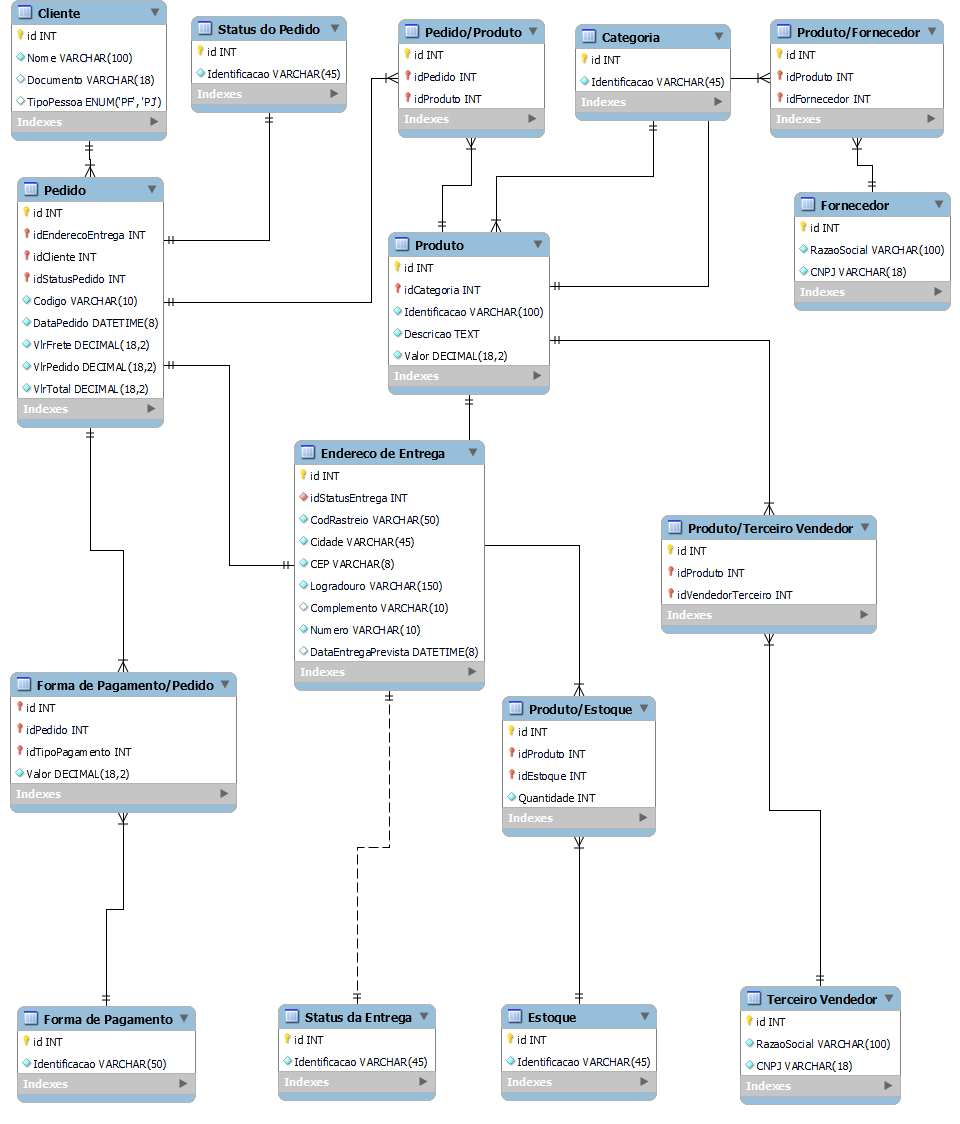 Cliente
id INT
Nome VARCHAR(100)
Documento VARCHAR(18)
TipoPessoa ENUM('PF', 'PJ')
Indexes
Status do Pedido
id INT
Identificacao VARCHAR(45)
Indexes
Pedido/Produto
id INT
idPedido INT
idProduto INT
Indexes
Categoria
id INT
Identificacao VARCHAR(45)
Indexes
Produto/Fornecedor
id INT
idProduto INT
idFornecedor INT
Indexes
Pedido
id INT
idEnderecoEntrega INT
idCliente INT
idStatusPedido INT
Codigo VARCHAR(10)
DataPedido DATETIME(8)
VlrFrete DECIMAL(18,2)
VlrPedido DECIMAL(18,2)
VlrTotal DECIMAL(18,2)
Indexes
Produto
id INT
idCategoria INT
Identificacao VARCHAR(100)
Descricao TEXT
Valor DECIMAL(18,2)
Indexes
Fornecedor
id INT
RazaoSocial VARCHAR(100)
CNPJ VARCHAR(18)
Indexes
Endereco de Entrega
id INT
idStatusEntrega INT
CodRastreio VARCHAR(50)
Cidade VARCHAR(45)
CEP VARCHAR(8)
Logradouro VARCHAR(150)
Complemento VARCHAR(10)
Numero VARCHAR(10)
DataEntregaPrevista DATETIME(8)
Indexes
Produto/Terceiro Vendedor
id INT
idProduto INT
idVendedorTerceiro INT
Indexes
Forma de Pagamento/Pedido
id INT
idPedido INT
idTipoPagamento INT
Valor DECIMAL(18,2)
Indexes
Produto/Estoque
id INT
idProduto INT
idEstoque INT
Quantidade INT
Indexes
Forma de Pagamento
id INT
Identificacao VARCHAR(50)
Indexes
Status da Entrega
id INT
Identificacao VARCHAR(45)
Indexes
Estoque
id INT
Identificacao VARCHAR(45)
Indexes
Terceiro Vendedor
id INT
RazaoSocial VARCHAR(100)
CNPJ VARCHAR(18)
Indexes